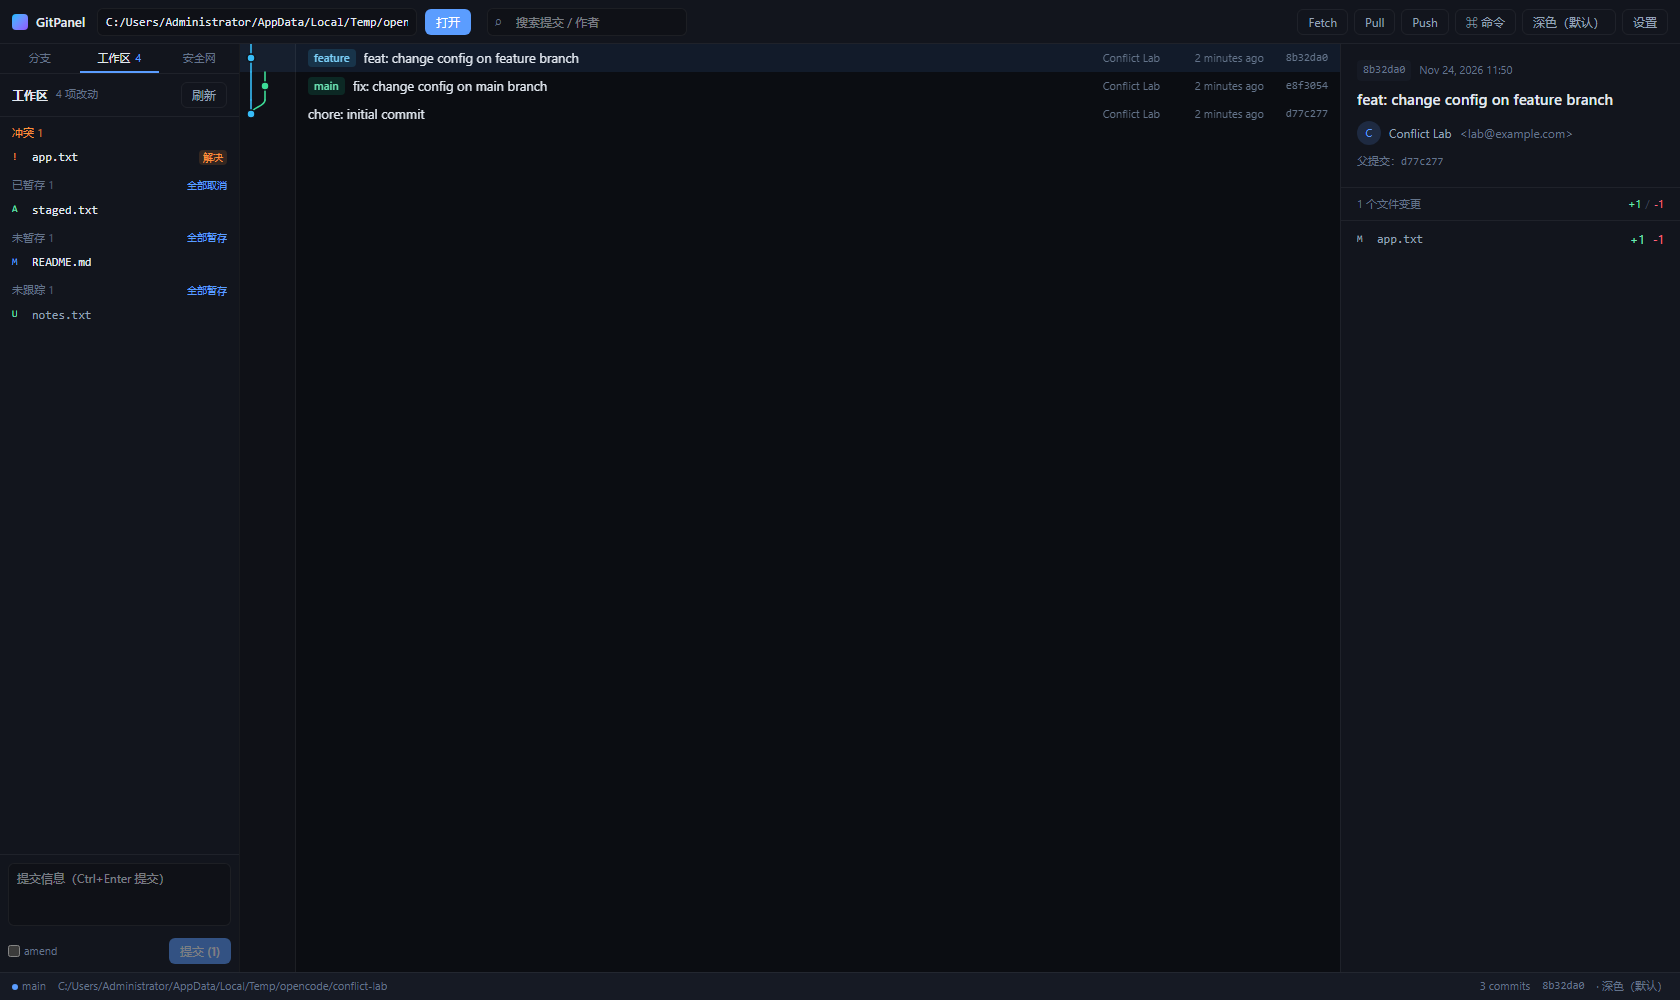 GitPanel C:/Users/Administrator/AppData/Local/Temp/open 打开 搜索提交 / 作者 Fetch Pull Push ⌘ 命令 深色（默认） 设置
分支 工作区 4 安全网
工作区 4 项改动 刷新
冲突 1
! app.txt 解决
已暂存 1 全部取消
A staged.txt
未暂存 1 全部暂存
M README.md
未跟踪 1 全部暂存
U notes.txt
提交信息（Ctrl+Enter 提交）
amend 提交 (1)
feature feat: change config on feature branch Conflict Lab 2 minutes ago 8b32da0
main fix: change config on main branch Conflict Lab 2 minutes ago e8f3054
chore: initial commit Conflict Lab 2 minutes ago d77c277
8b32da0 Nov 24, 2026 11:50
feat: change config on feature branch
C Conflict Lab <lab@example.com>
父提交: d77c277
1 个文件变更 +1 / -1
M app.txt +1 -1
main C:/Users/Administrator/AppData/Local/Temp/opencode/conflict-lab 3 commits 8b32da0 · 深色（默认）